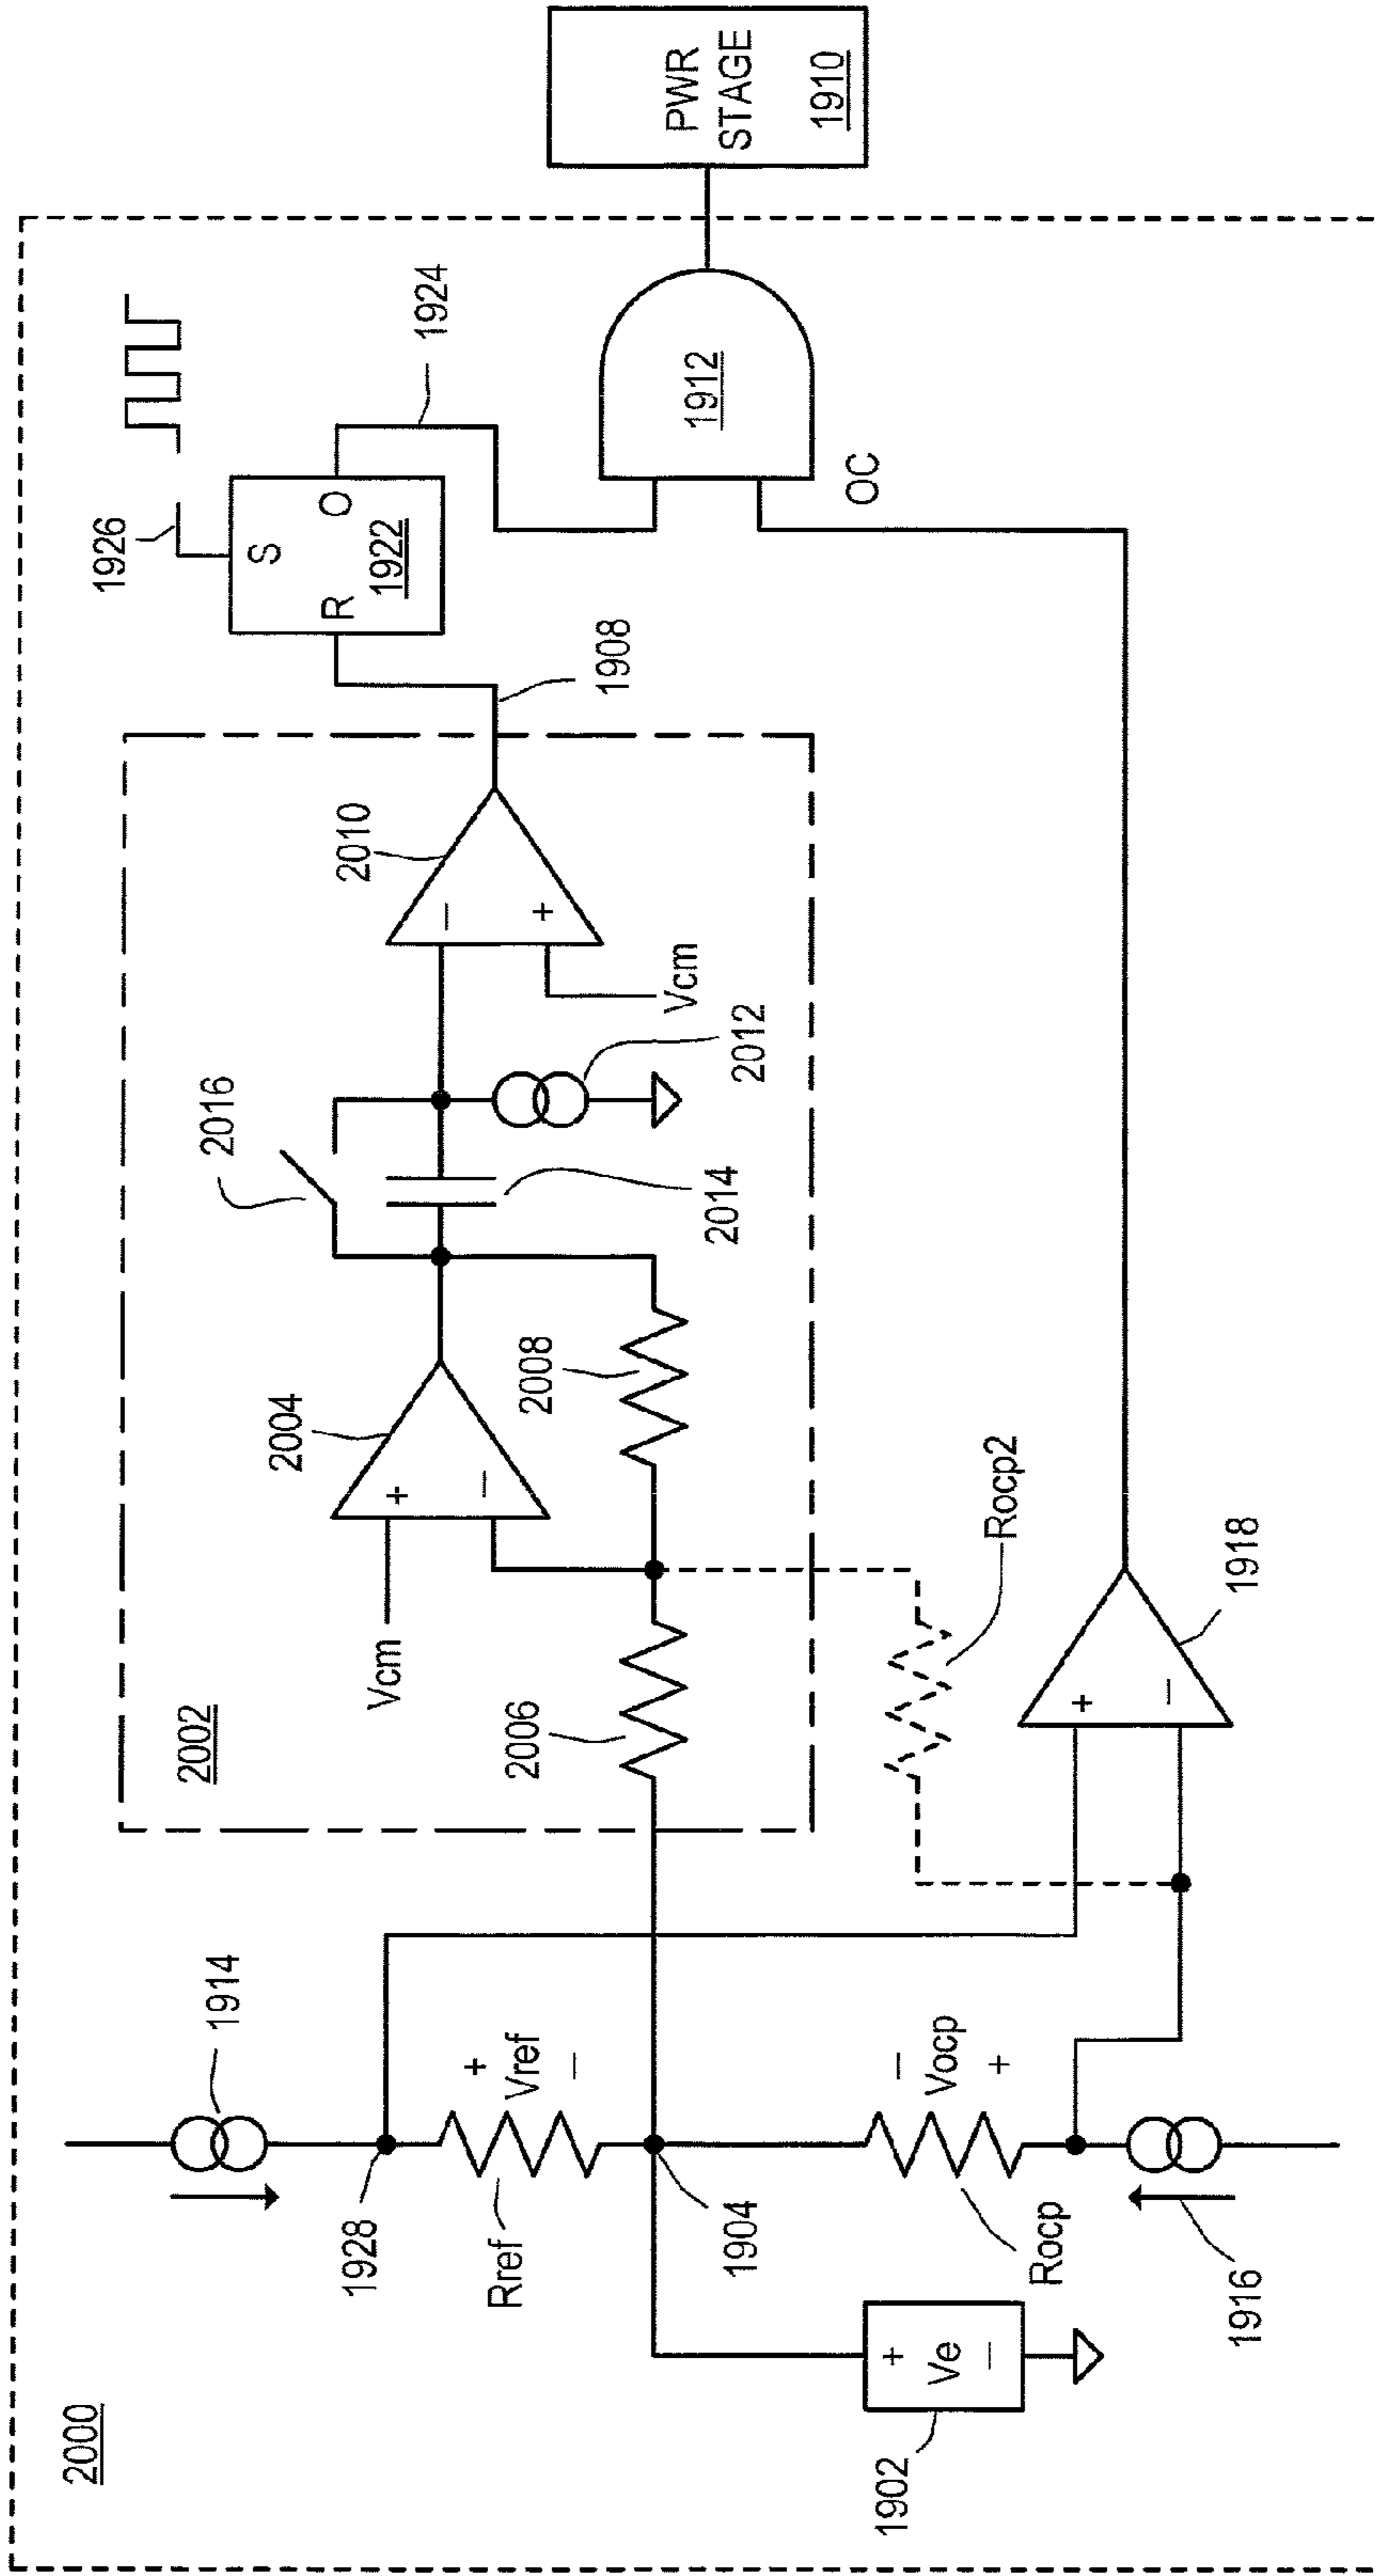 2000
1902
+
Ve
−
1904
1928
Rref
1914
+
Vref
−
−
Vocp
+
Rocp
1916
2002
2006
Vcm
2004
+
−
2008
2016
2014
2012
Vcm
2010
−
+
1908
R
S
O
1922
1926
1924
Rocp2
+
−
1918
OC
1912
PWR
STAGE
1910